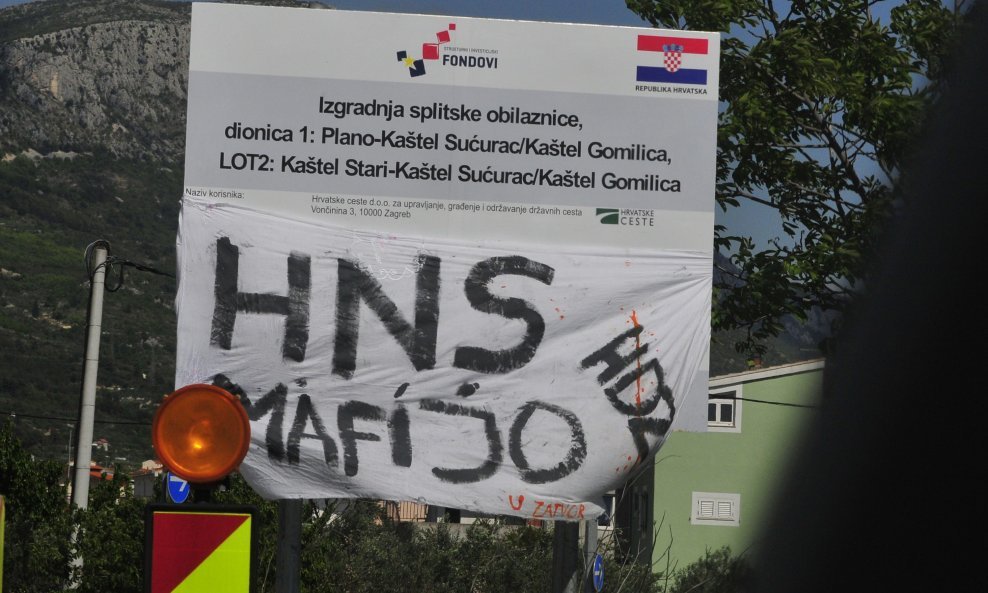 STRUKTURNI I INVESTICIJSKI
FONDOVI
REPUBLIKA HRVATSKA
Izgradnja splitske obilaznice,
dionica 1: Plano-Kaštel Sućurac/Kaštel Gomilica,
LOT2: Kaštel Stari-Kaštel Sućurac/Kaštel Gomilica
Naziv korisnika:
Hrvatske ceste d.o.o. za upravljanje, građenje i održavanje državnih cesta
Vončinina 3, 10000 Zagreb
HRVATSKE
CESTE
HNS
MAFIJO
U ZATVOR